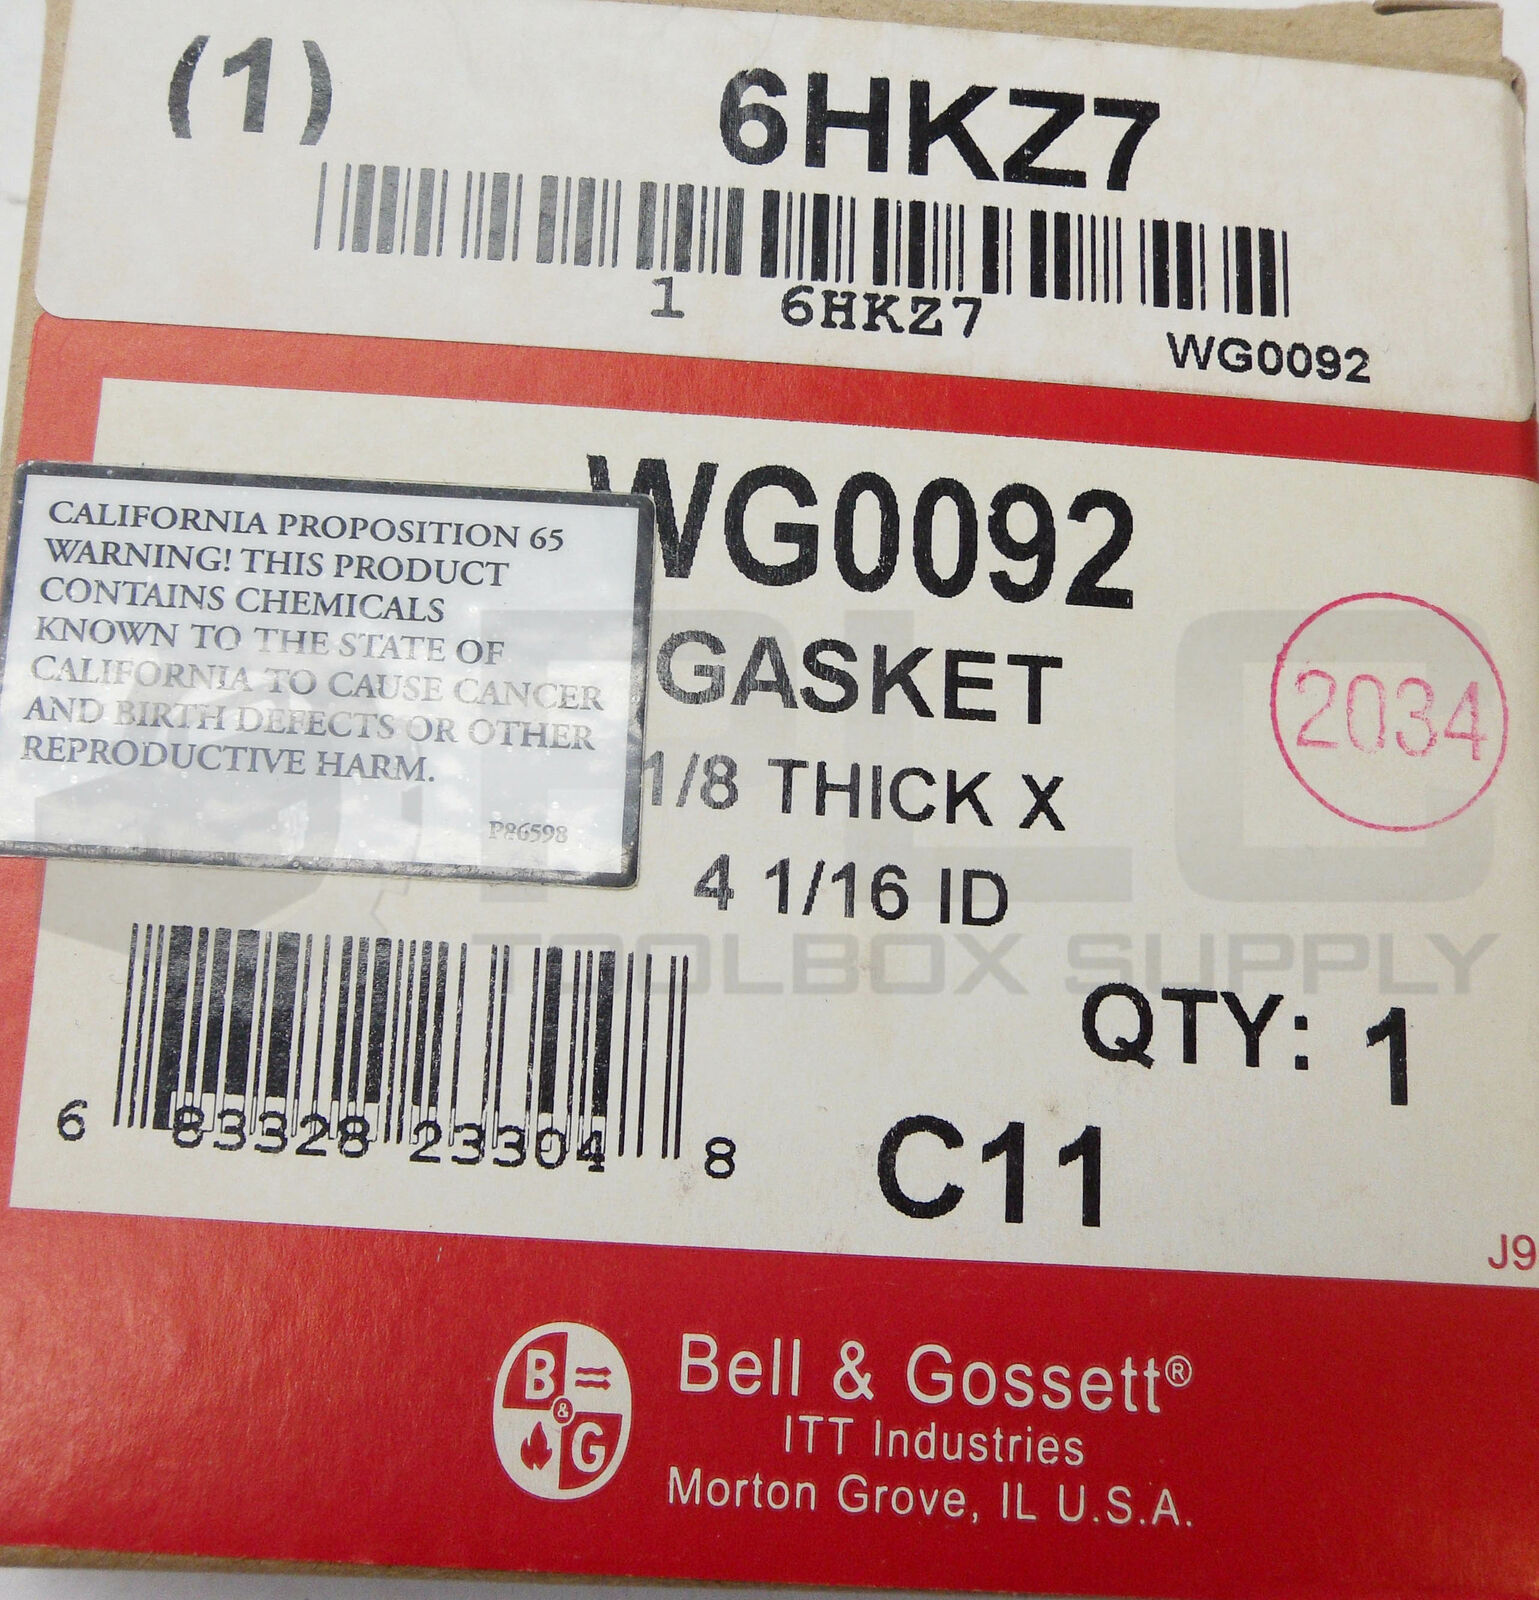 (1) 6HKZ7
1 6HKZ7
WG0092
WG0092
CALIFORNIA PROPOSITION 65
WARNING! THIS PRODUCT
CONTAINS CHEMICALS
KNOWN TO THE STATE OF
CALIFORNIA TO CAUSE CANCER
AND BIRTH DEFECTS OR OTHER
REPRODUCTIVE HARM.
P86598
GASKET
2034
1/8 THICK X
4 1/16 ID
PLC
TOOLBOX SUPPLY
QTY: 1
6 83328 23304 8
C11
J9
B & G
Bell & Gossett®
ITT Industries
Morton Grove, IL U.S.A.